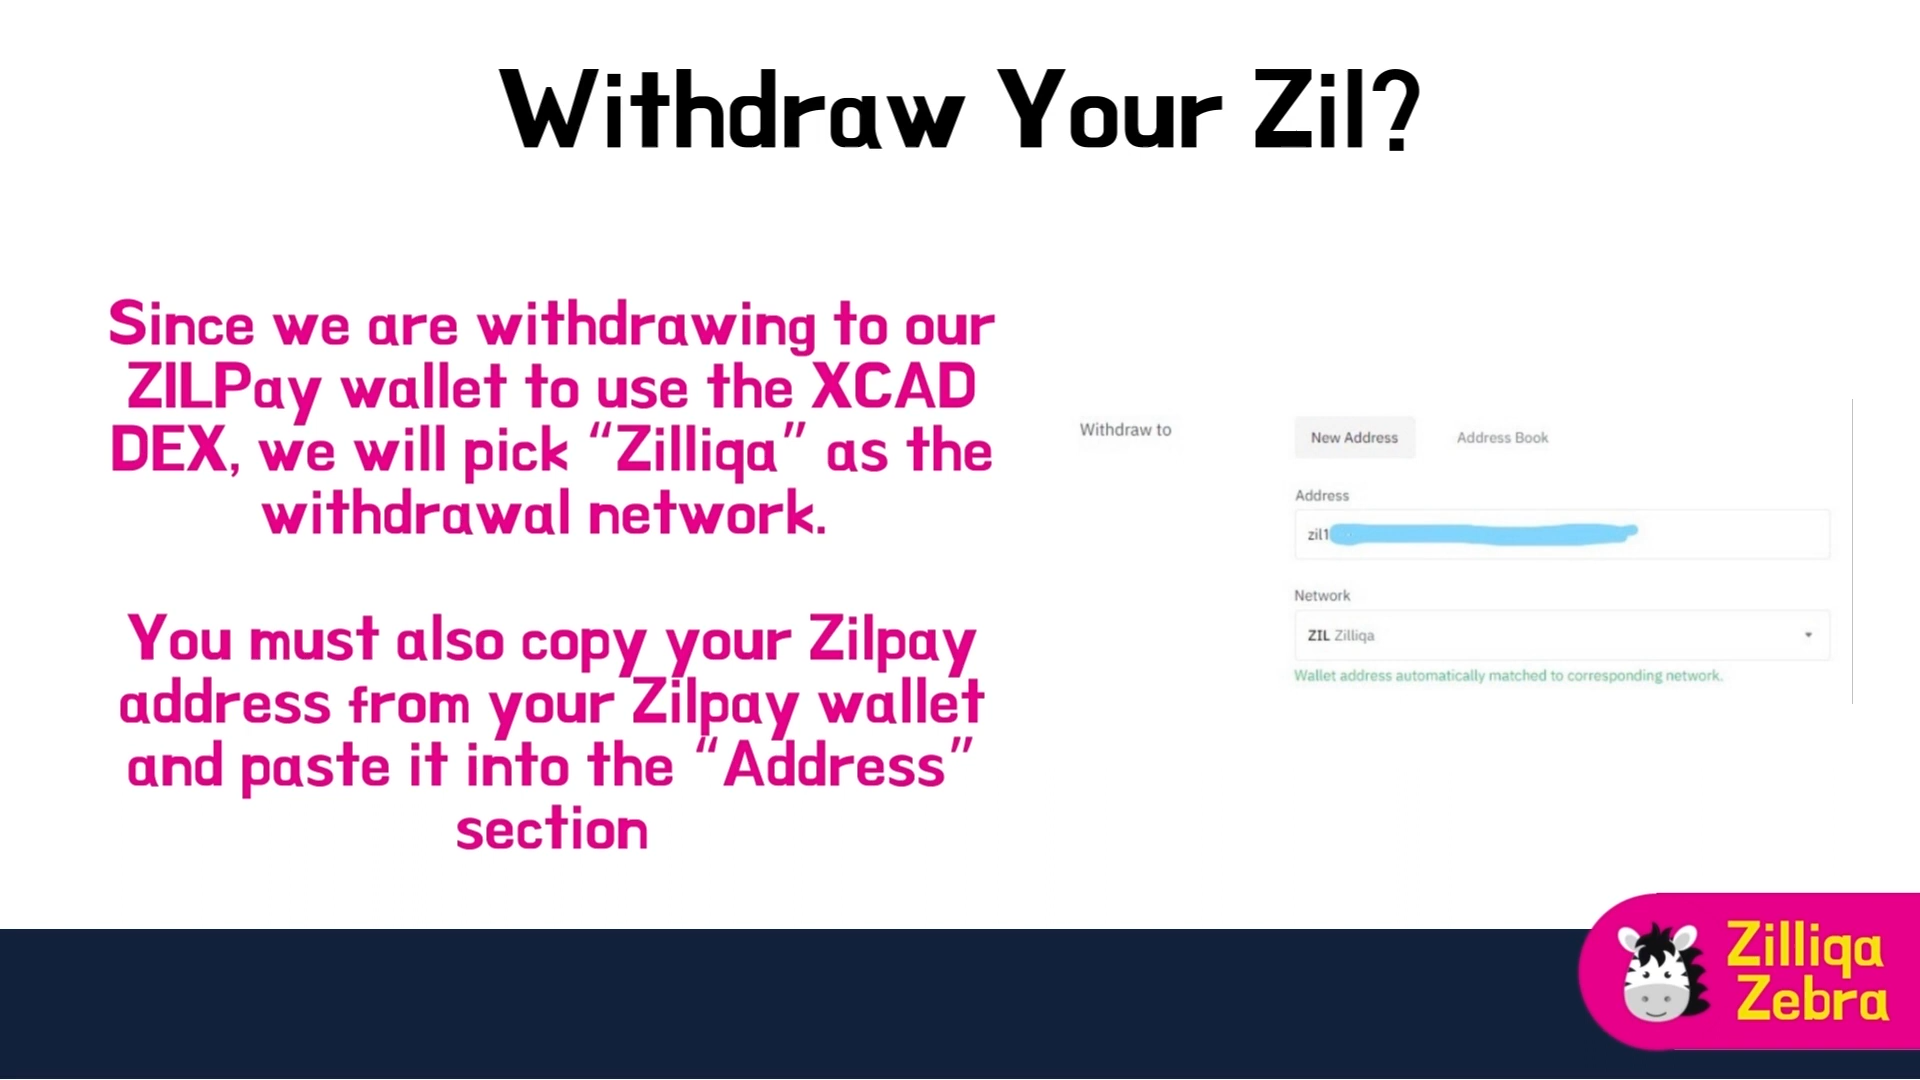 Withdraw Your Zil?
Since we are withdrawing to our
ZILPay wallet to use the XCAD
DEX, we will pick “Zilliqa” as the
withdrawal network.
You must also copy your Zilpay
address from your Zilpay wallet
and paste it into the “Address”
section
Withdraw to
New Address
Address Book
Address
zil1
Network
ZIL Zilliqa
Wallet address automatically matched to corresponding network.
Zilliqa
Zebra